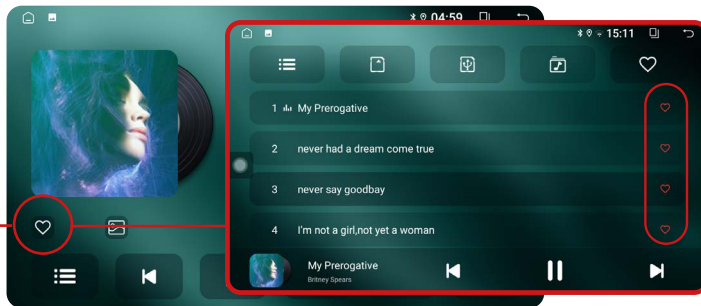 04:59
15:11
1 My Prerogative
2 never had a dream come true
3 never say goodbay
4 I'm not a girl,not yet a woman
My Prerogative
Britney Spears